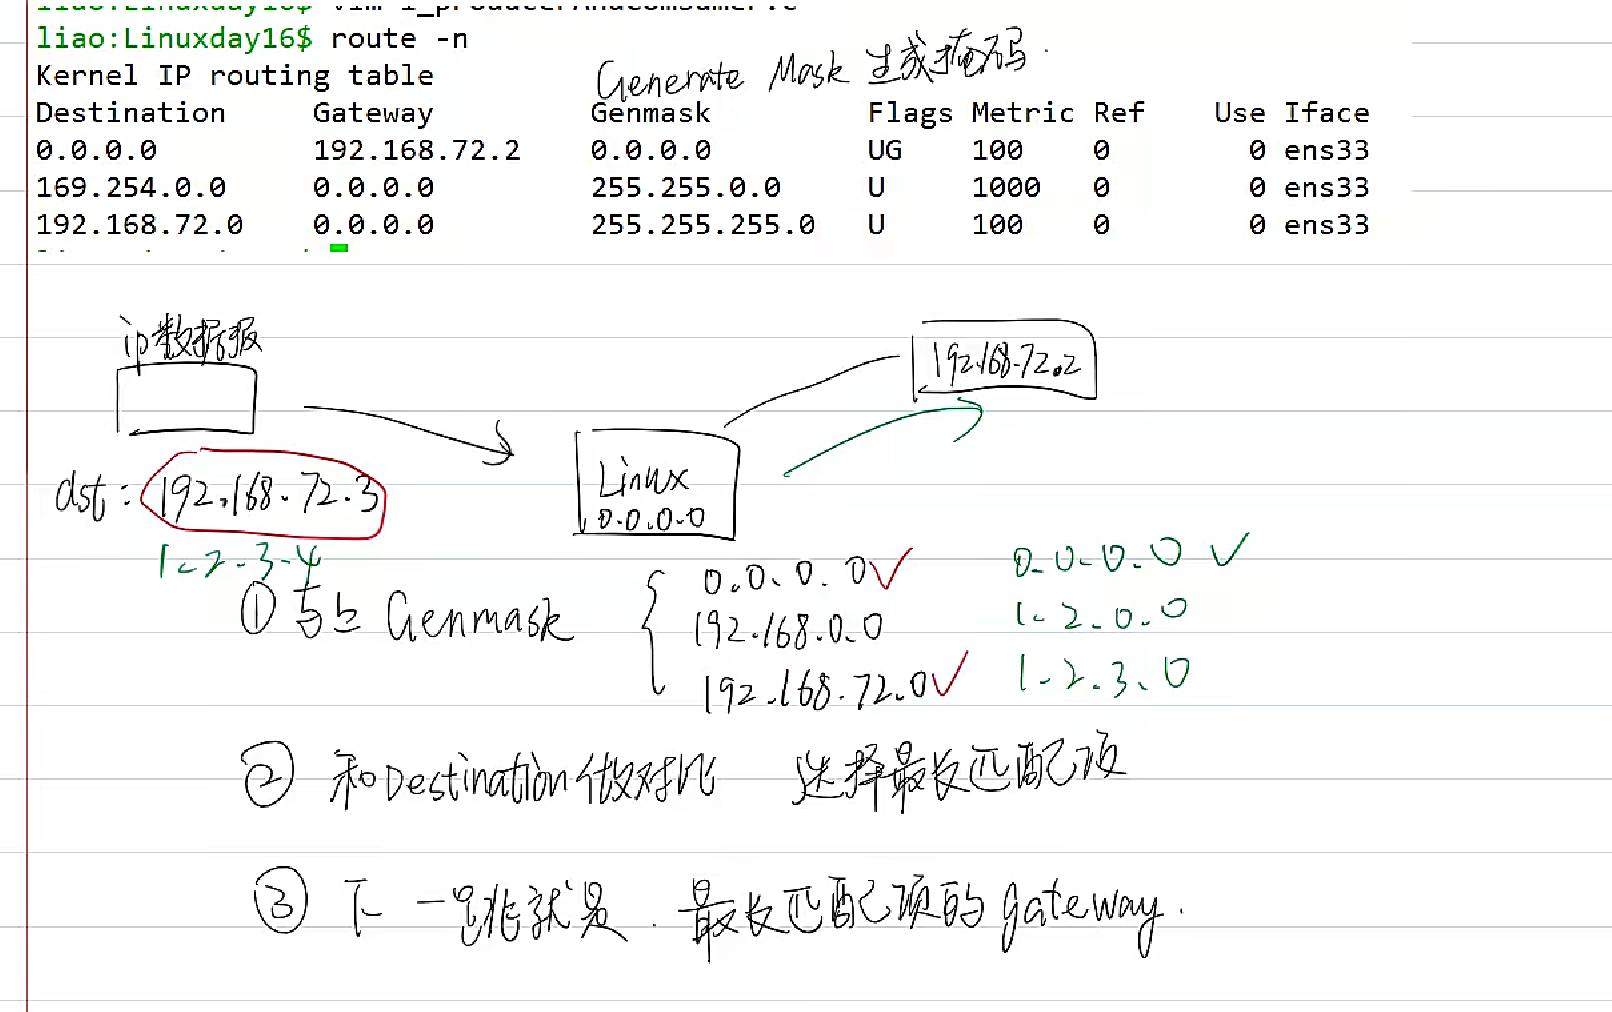 liao:Linuxday16$ route -n
Kernel IP routing table
Generate Mask 生成掩码.
Destination Gateway Genmask Flags Metric Ref Use Iface
0.0.0.0 192.168.72.2 0.0.0.0 UG 100 0 0 ens33
169.254.0.0 0.0.0.0 255.255.0.0 U 1000 0 0 ens33
192.168.72.0 0.0.0.0 255.255.255.0 U 100 0 0 ens33
ip数据报
192.168.72.2
Linux
0.0.0.0
dst: 192.168.72.3
1.2.3.4
① 与上 Genmask
0.0.0.0 ✓
192.168.0.0
192.168.72.0 ✓
0.0.0.0 ✓
1.2.0.0
1.2.3.0
② 和Destination做对比 选择最长匹配项
③ 下一跳就是.最长匹配项的gateway.